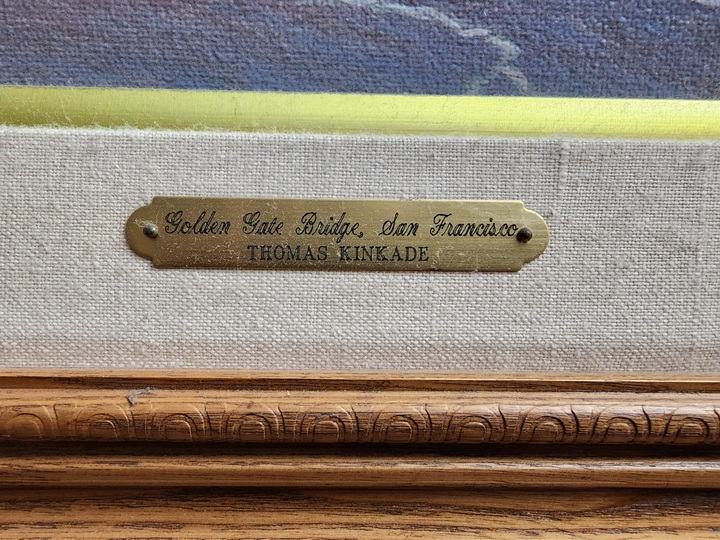 Golden Gate Bridge, San Francisco
THOMAS KINKADE